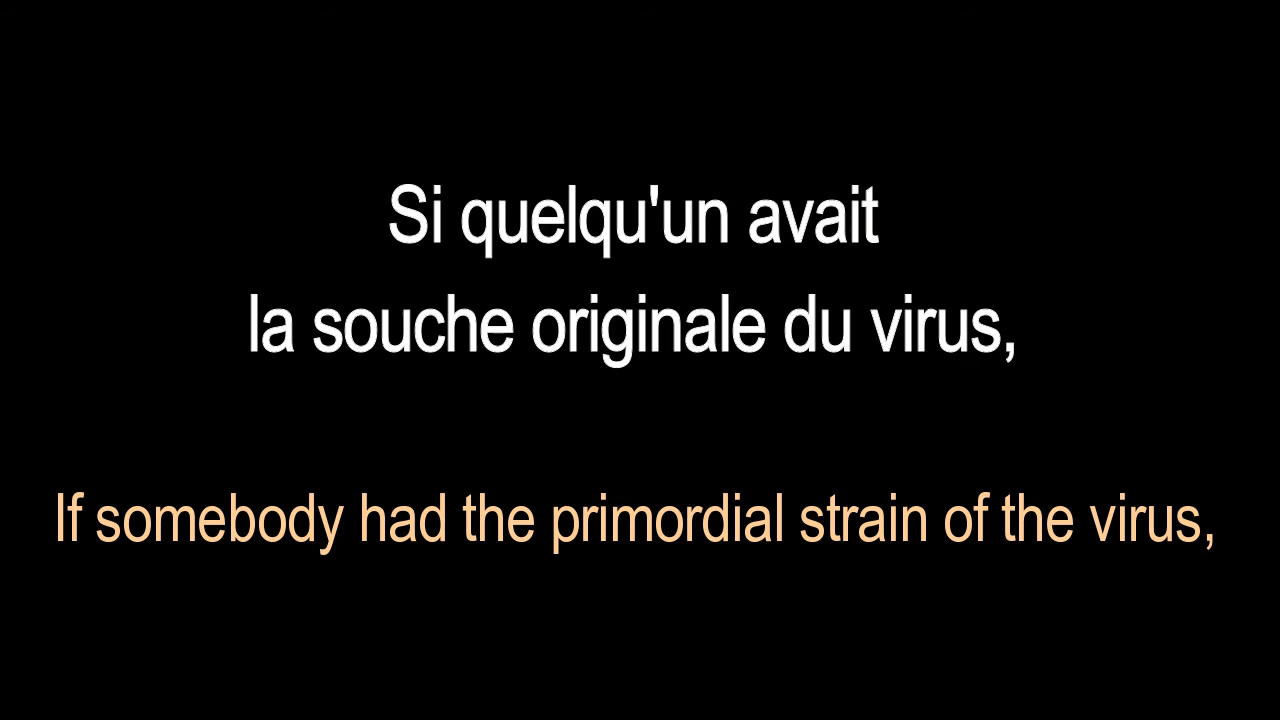 Si quelqu'un avait
la souche originale du virus,
If somebody had the primordial strain of the virus,